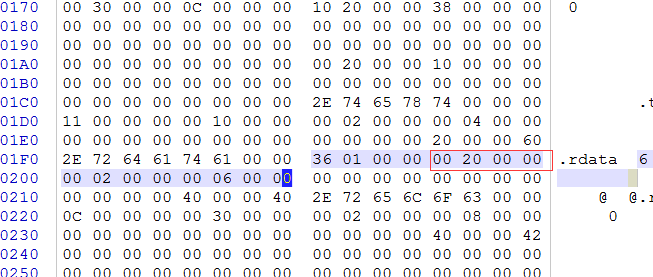 0170 00 30 00 00 0C 00 00 00 10 20 00 00 38 00 00 00 0
0180 00 00 00 00 00 00 00 00 00 00 00 00 00 00 00 00
0190 00 00 00 00 00 00 00 00 00 00 00 00 00 00 00 00
01A0 00 00 00 00 00 00 00 00 00 20 00 00 10 00 00 00
01B0 00 00 00 00 00 00 00 00 00 00 00 00 00 00 00 00
01C0 00 00 00 00 00 00 00 00 2E 74 65 78 74 00 00 00 .t
01D0 11 00 00 00 00 10 00 00 00 02 00 00 00 04 00 00
01E0 00 00 00 00 00 00 00 00 00 00 00 00 20 00 00 60
01F0 2E 72 64 61 74 61 00 00 36 01 00 00 00 20 00 00 .rdata 6
0200 00 02 00 00 00 06 00 00 00 00 00 00 00 00 00 00
0210 00 00 00 00 40 00 00 40 2E 72 65 6C 6F 63 00 00 @ @.r
0220 0C 00 00 00 00 30 00 00 00 02 00 00 00 08 00 00 0
0230 00 00 00 00 00 00 00 00 00 00 00 00 40 00 00 42
0240 00 00 00 00 00 00 00 00 00 00 00 00 00 00 00 00
0250 00 00 00 00 00 00 00 00 00 00 00 00 00 00 00 00